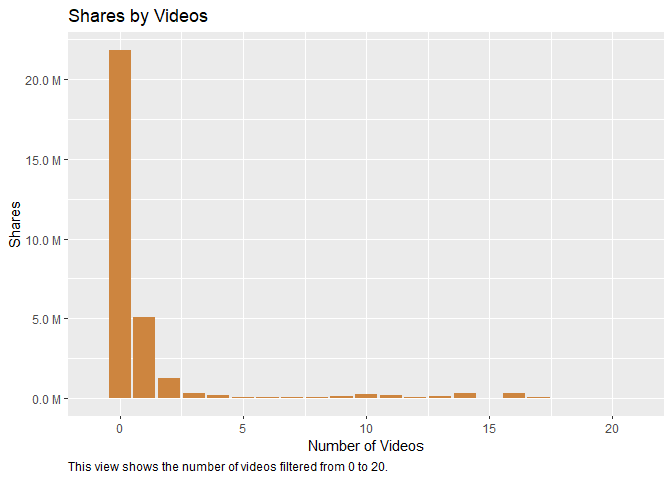 Shares by Videos
20.0 M
15.0 M
10.0 M
5.0 M
0.0 M
Shares
0 5 10 15 20
Number of Videos
This view shows the number of videos filtered from 0 to 20.